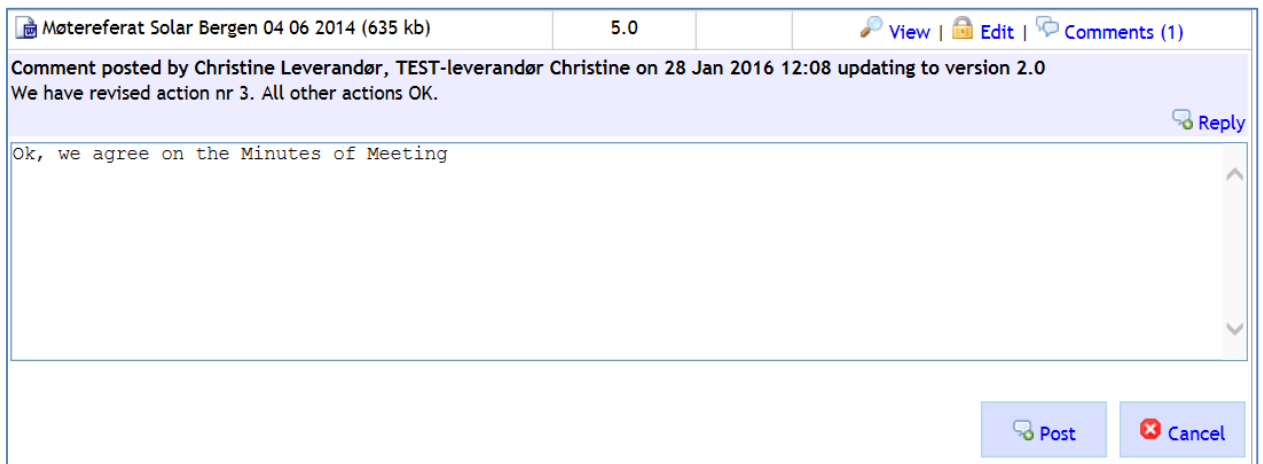 Møtereferat Solar Bergen 04 06 2014 (635 kb) 5.0 View | Edit | Comments (1)
Comment posted by Christine Leverandør, TEST-leverandør Christine on 28 Jan 2016 12:08 updating to version 2.0
We have revised action nr 3. All other actions OK.
Reply
Ok, we agree on the Minutes of Meeting
Post Cancel